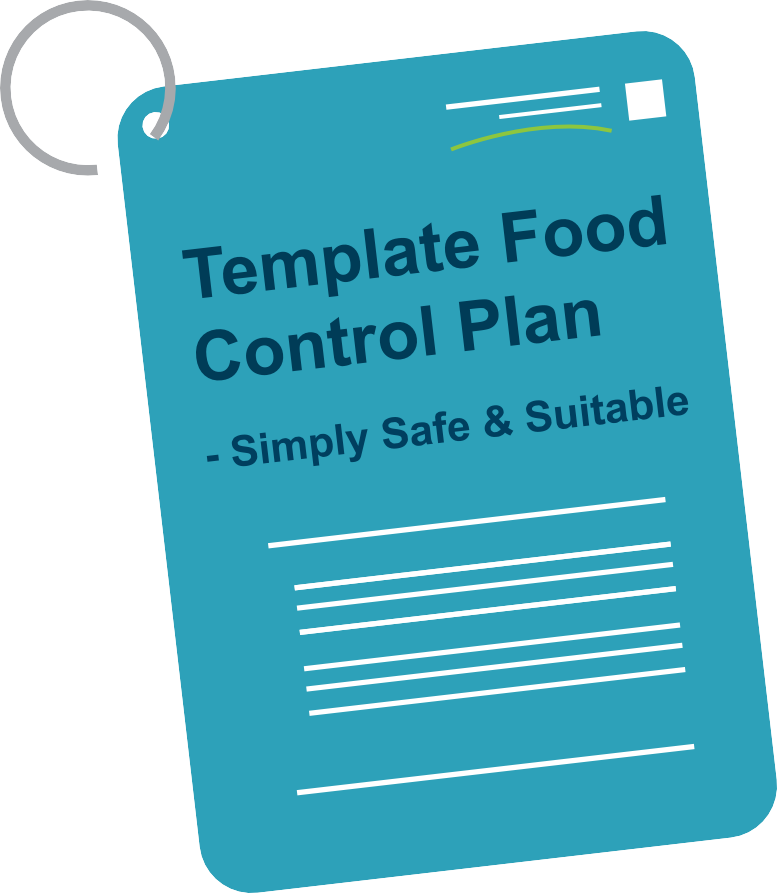 Template Food
Control Plan
- Simply Safe & Suitable